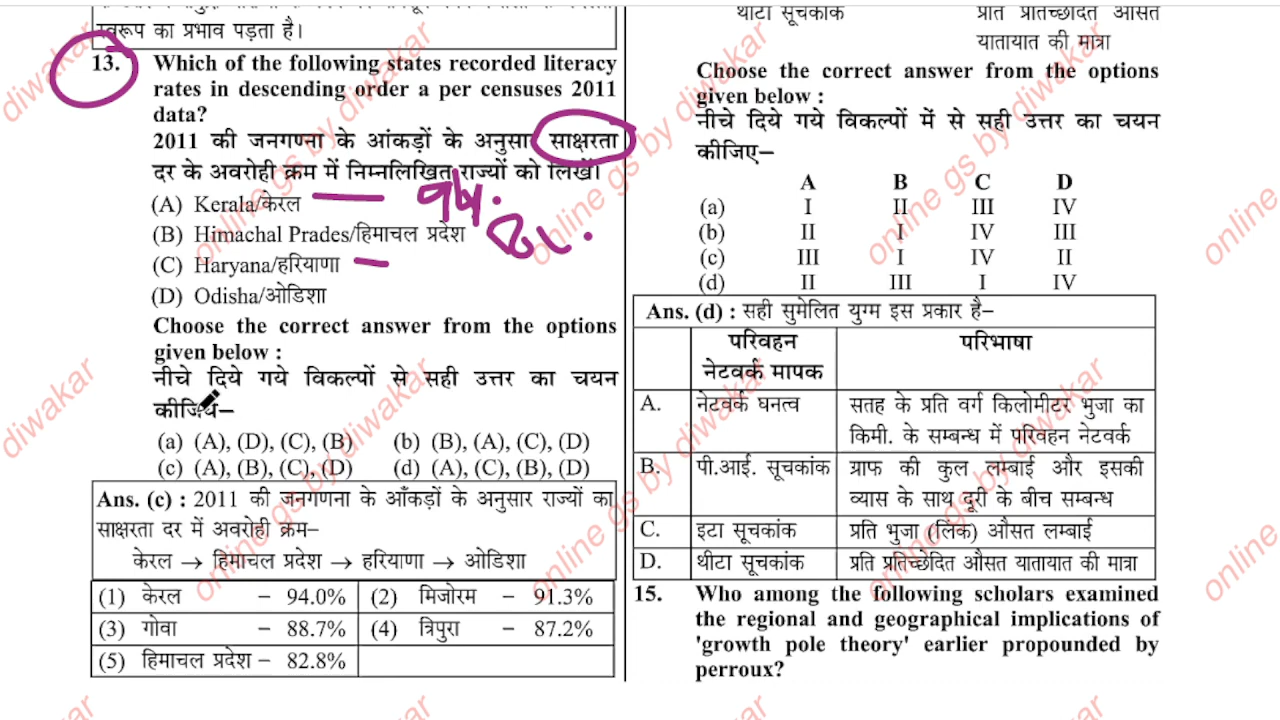 स्वरूप का प्रभाव पड़ता है।
13. Which of the following states recorded literacy
rates in descending order a per censuses 2011
data?
2011 की जनगणना के आंकड़ों के अनुसार साक्षरता
दर के अवरोही क्रम में निम्नलिखित राज्यों को लिखें।
(A) Kerala/केरल
(B) Himachal Prades/हिमाचल प्रदेश
(C) Haryana/हरियाणा
(D) Odisha/ओडिशा
Choose the correct answer from the options
given below :
नीचे दिये गये विकल्पों से सही उत्तर का चयन
कीजिये–
(a) (A), (D), (C), (B) (b) (B), (A), (C), (D)
(c) (A), (B), (C), (D) (d) (A), (C), (B), (D)
Ans. (c) : 2011 की जनगणना के आँकड़ों के अनुसार राज्यों का
साक्षरता दर में अवरोही क्रम–
केरल → हिमाचल प्रदेश → हरियाणा → ओडिशा
(1) केरल – 94.0% (2) मिजोरम – 91.3%
(3) गोवा – 88.7% (4) त्रिपुरा – 87.2%
(5) हिमाचल प्रदेश – 82.8%
थीटा सूचकांक प्रति प्रतिच्छेदित औसत
यातायात की मात्रा
Choose the correct answer from the options
given below :
नीचे दिये गये विकल्पों में से सही उत्तर का चयन
कीजिए–
A B C D
(a) I II III IV
(b) II I IV III
(c) III I IV II
(d) II III I IV
Ans. (d) : सही सुमेलित युग्म इस प्रकार है–
परिवहन परिभाषा
नेटवर्क मापक
A. नेटवर्क घनत्व सतह के प्रति वर्ग किलोमीटर भुजा का
किमी. के सम्बन्ध में परिवहन नेटवर्क
B. पी.आई. सूचकांक ग्राफ की कुल लम्बाई और इसकी
व्यास के साथ दूरी के बीच सम्बन्ध
C. इटा सूचकांक प्रति भुजा (लिंक) औसत लम्बाई
D. थीटा सूचकांक प्रति प्रतिच्छेदित औसत यातायात की मात्रा
15. Who among the following scholars examined
the regional and geographical implications of
'growth pole theory' earlier propounded by
perroux?
online gs by diwakar